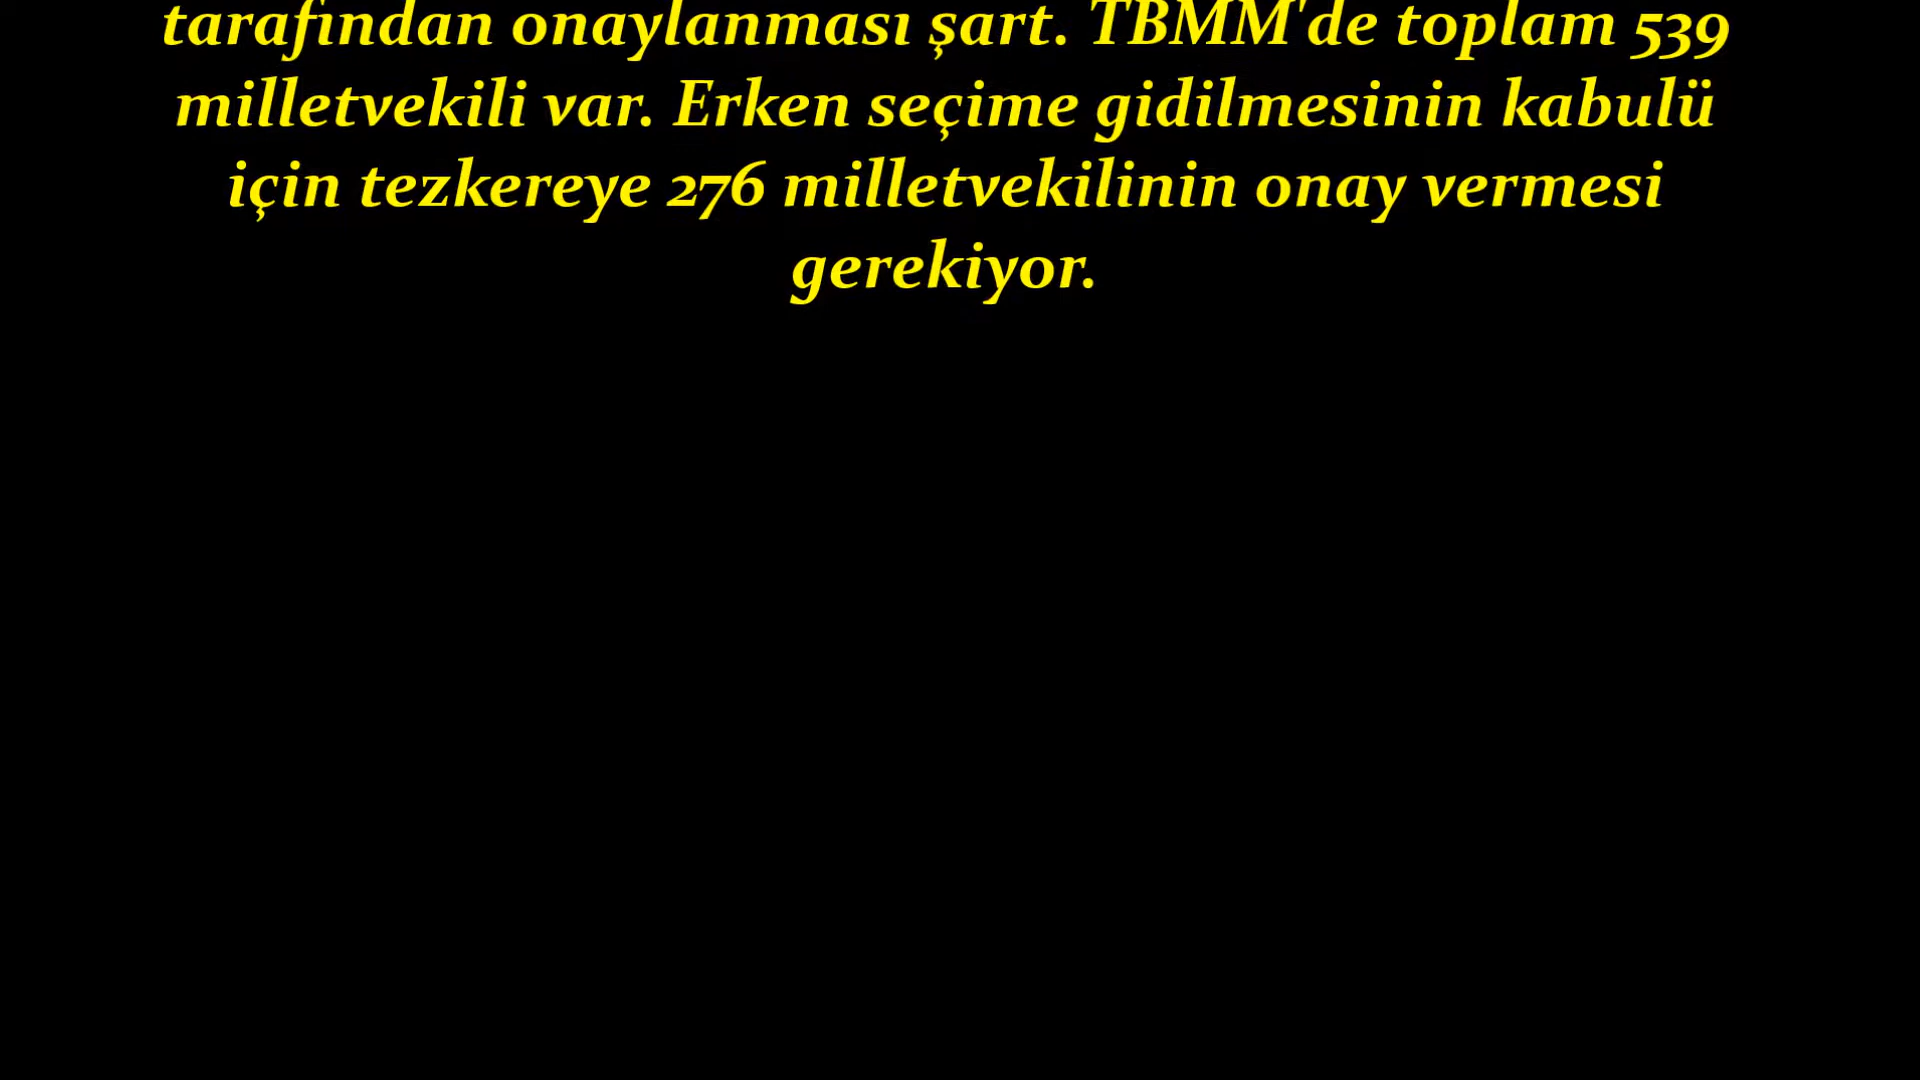 tarafından onaylanması şart. TBMM'de toplam 539
milletvekili var. Erken seçime gidilmesinin kabulü
için tezkereye 276 milletvekilinin onay vermesi
gerekiyor.